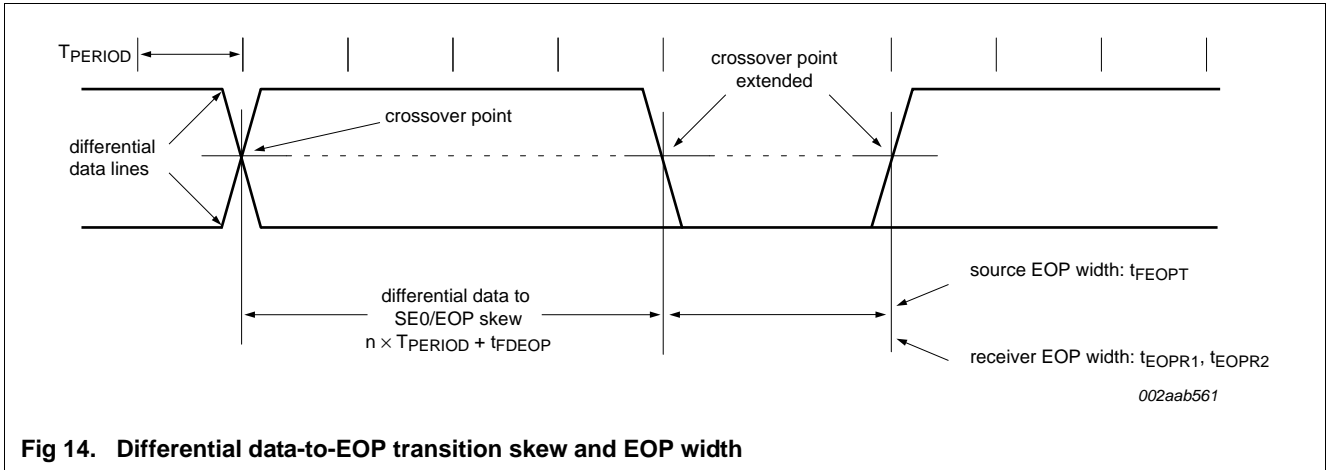 TPERIOD
crossover point
extended
crossover point
differential
data lines
source EOP width: tFEOPT
differential data to
SE0/EOP skew
n × TPERIOD + tFDEOP
receiver EOP width: tEOPR1, tEOPR2
002aab561
Fig 14. Differential data-to-EOP transition skew and EOP width